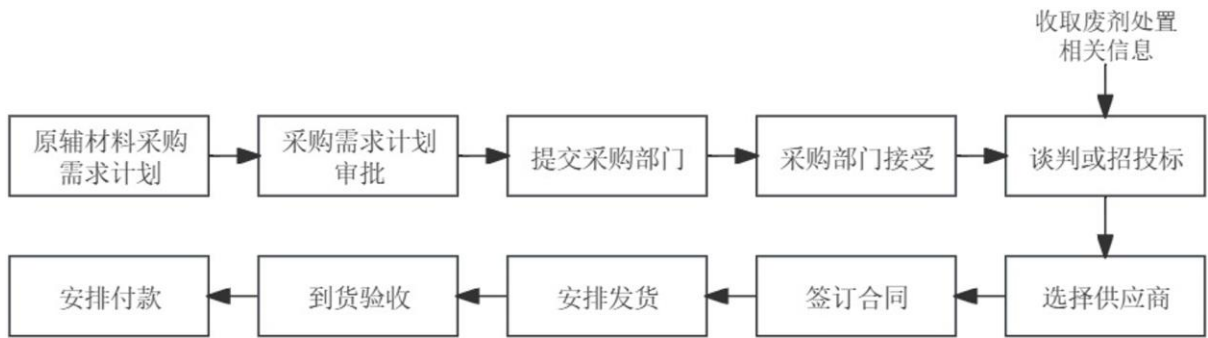 收取废剂处置
相关信息
原辅材料采购
需求计划
采购需求计划
审批
提交采购部门
采购部门接受
谈判或招投标
安排付款
到货验收
安排发货
签订合同
选择供应商